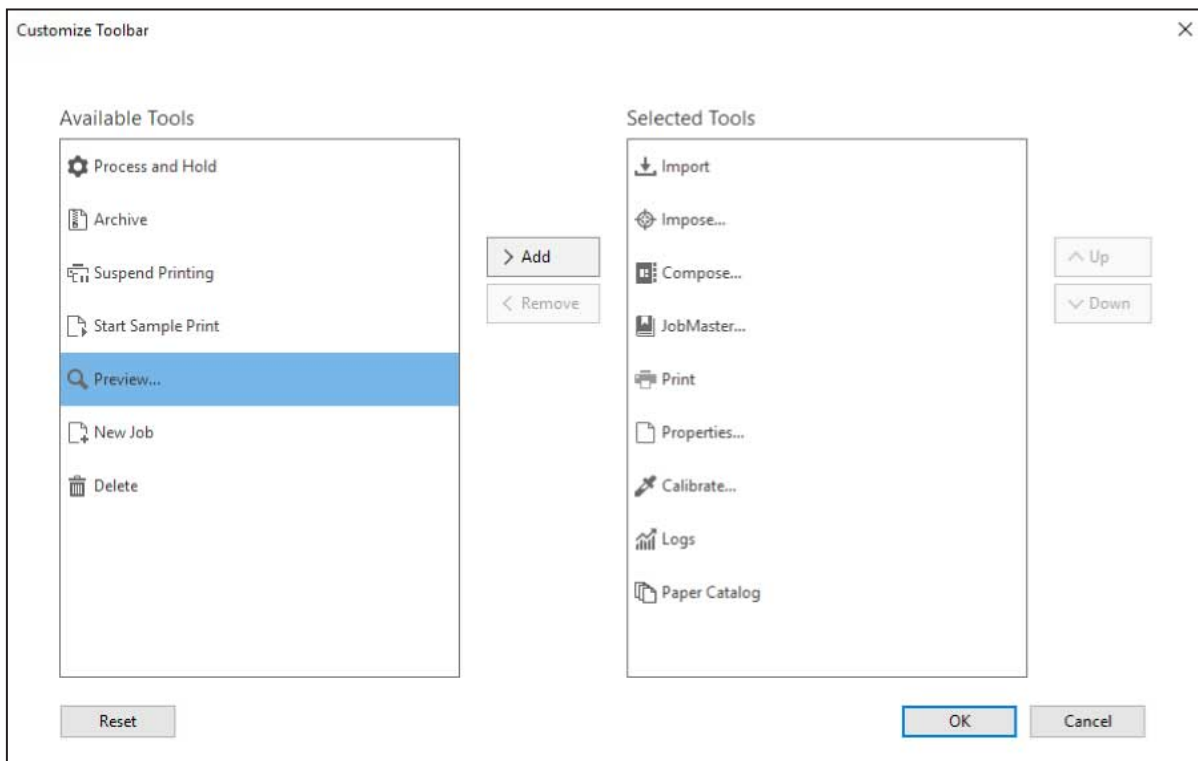 Customize Toolbar
Available Tools
Process and Hold
Archive
Suspend Printing
Start Sample Print
Preview...
New Job
Delete
> Add
< Remove
Selected Tools
Import
Impose...
Compose...
JobMaster...
Print
Properties...
Calibrate...
Logs
Paper Catalog
Up
Down
Reset
OK
Cancel